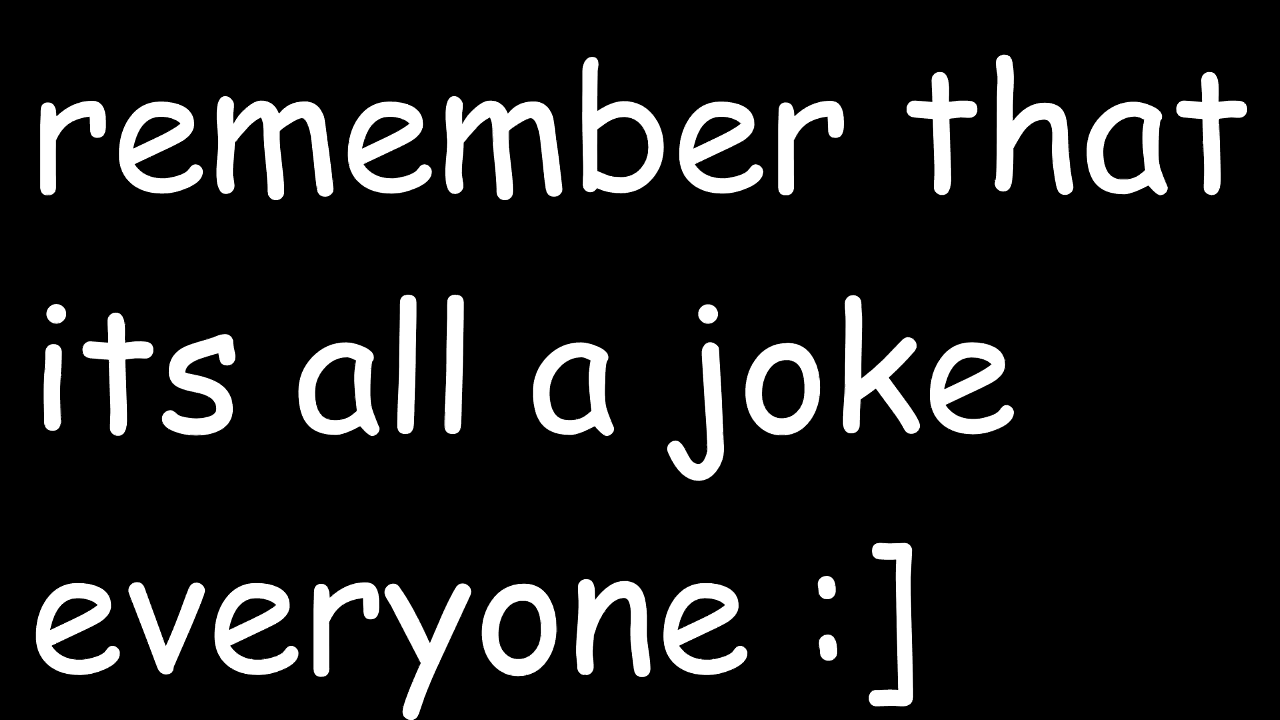 remember that
its all a joke
everyone :]